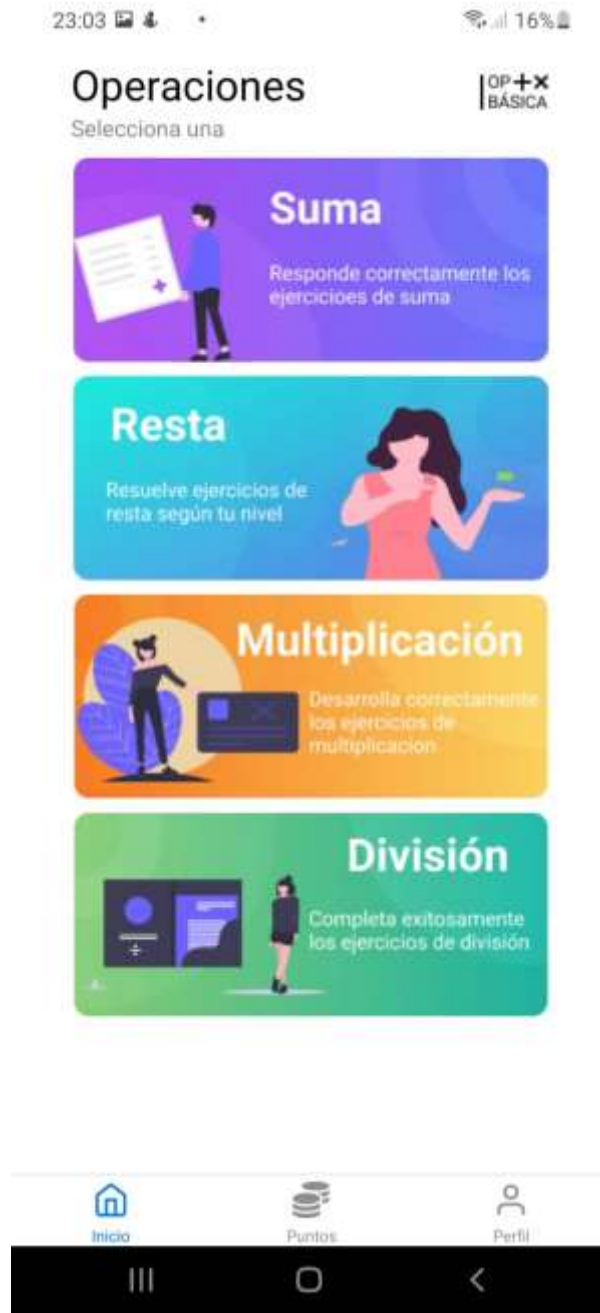 23:03
16%
Operaciones
OP
BÁSICA
Selecciona una
Suma
Responde correctamente los
ejercicioes de suma
Resta
Resuelve ejercicios de
resta según tu nivel
Multiplicación
Desarrolla correctamente
los ejercicios de
multiplicacion
División
Completa exitosamente
los ejercicios de división
Inicio
Puntos
Perfil